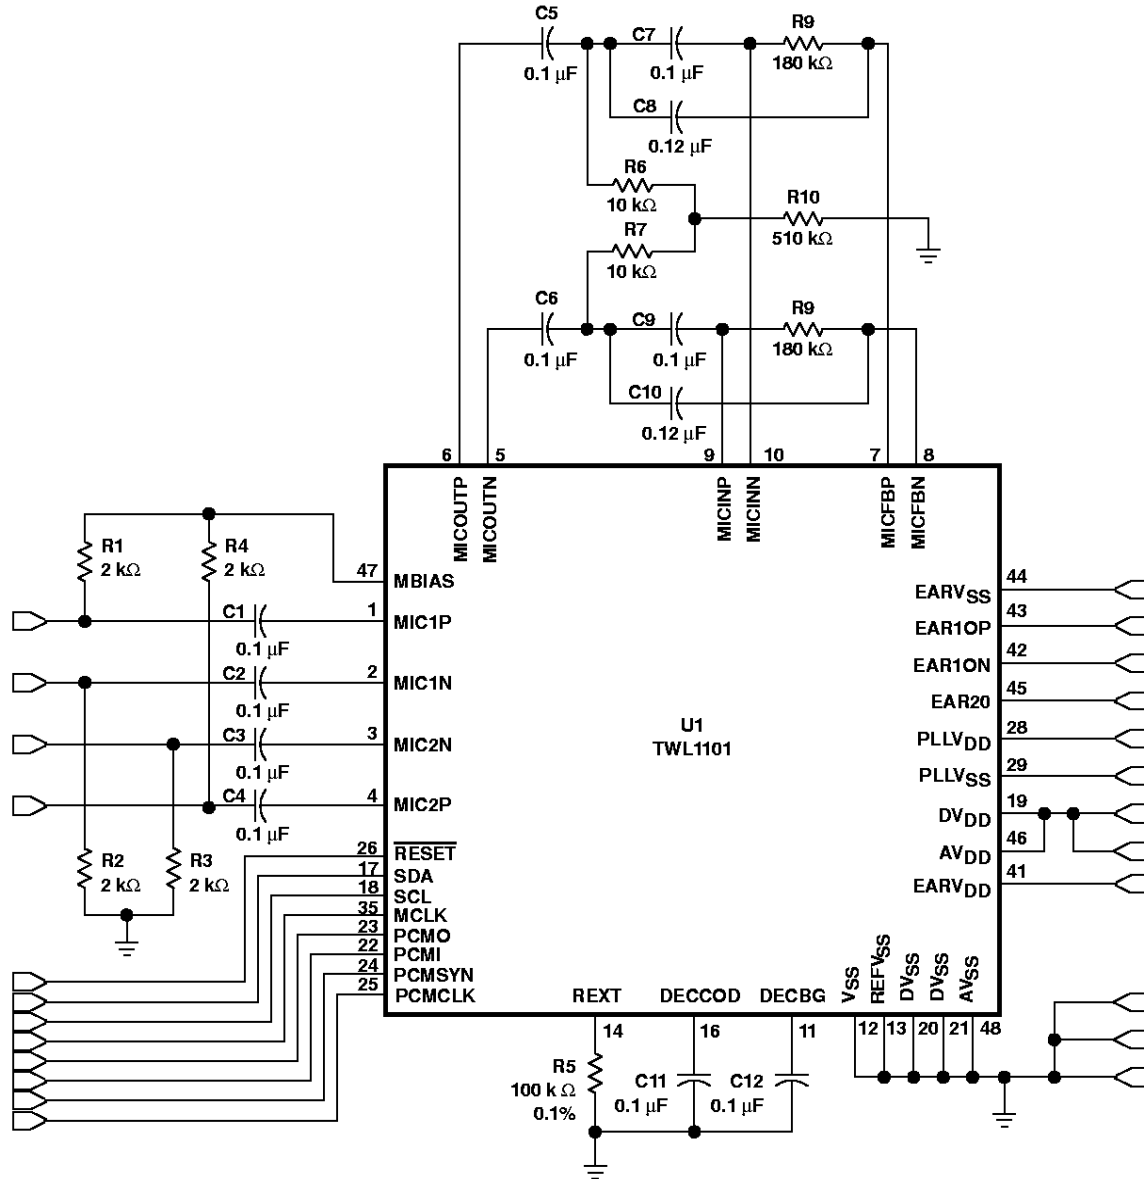 C5
0.1 µF
C7
0.1 µF
R9
180 kΩ
C8
0.12 µF
R6
10 kΩ
R10
510 kΩ
R7
10 kΩ
C6
0.1 µF
C9
0.1 µF
R9
180 kΩ
C10
0.12 µF
6
5
9
10
7
8
MICOUTP
MICOUTN
MICINP
MICINN
MICFBP
MICFBN
R1
2 kΩ
R4
2 kΩ
47
MBIAS
C1
0.1 µF
1
MIC1P
C2
0.1 µF
2
MIC1N
C3
0.1 µF
3
MIC2N
C4
0.1 µF
4
MIC2P
R2
2 kΩ
R3
2 kΩ
26
RESET
17
SDA
18
SCL
35
MCLK
23
PCMO
22
PCMI
24
PCMSYN
25
PCMCLK
U1
TWL1101
EARVSS
44
EAR1OP
43
EAR1ON
42
EAR20
45
PLLVDD
28
PLLVSS
29
DVDD
19
AVDD
46
EARVDD
41
REXT
DECCOD
DECBG
VSS
REFVSS
DVSS
DVSS
AVSS
14
16
11
12
13
20
21
48
R5
100 k Ω
0.1%
C11
0.1 µF
C12
0.1 µF